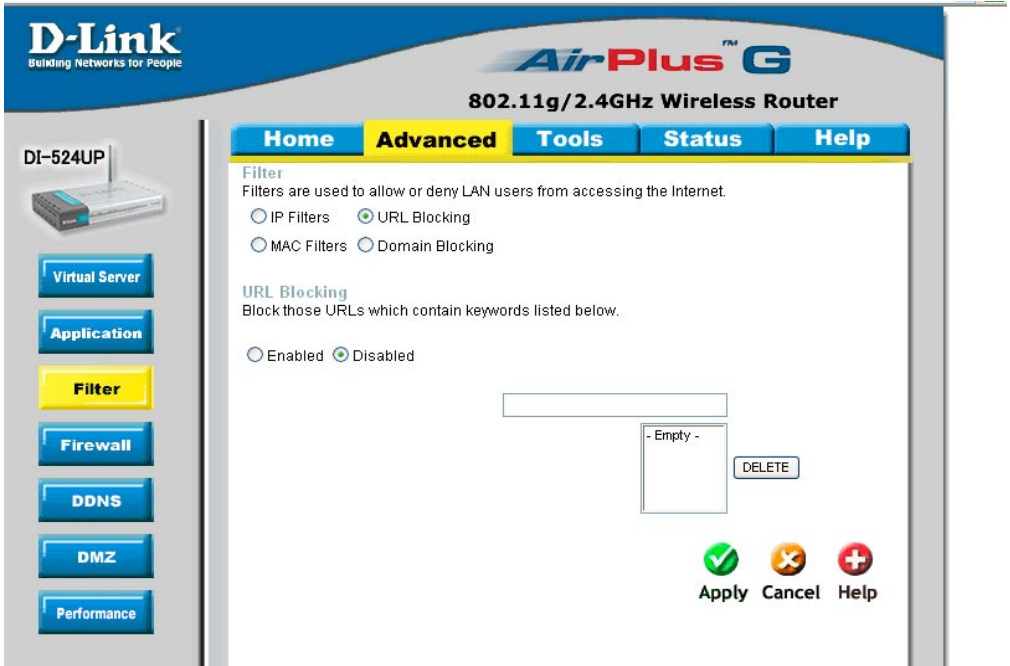 D-Link
Building Networks for People
AirPlus G™
802.11g/2.4GHz Wireless Router
DI-524UP
Home Advanced Tools Status Help
Virtual Server
Application
Filter
Firewall
DDNS
DMZ
Performance
Filter
Filters are used to allow or deny LAN users from accessing the Internet.
IP Filters URL Blocking
MAC Filters Domain Blocking
URL Blocking
Block those URLs which contain keywords listed below.
Enabled Disabled
- Empty -
DELETE
Apply Cancel Help